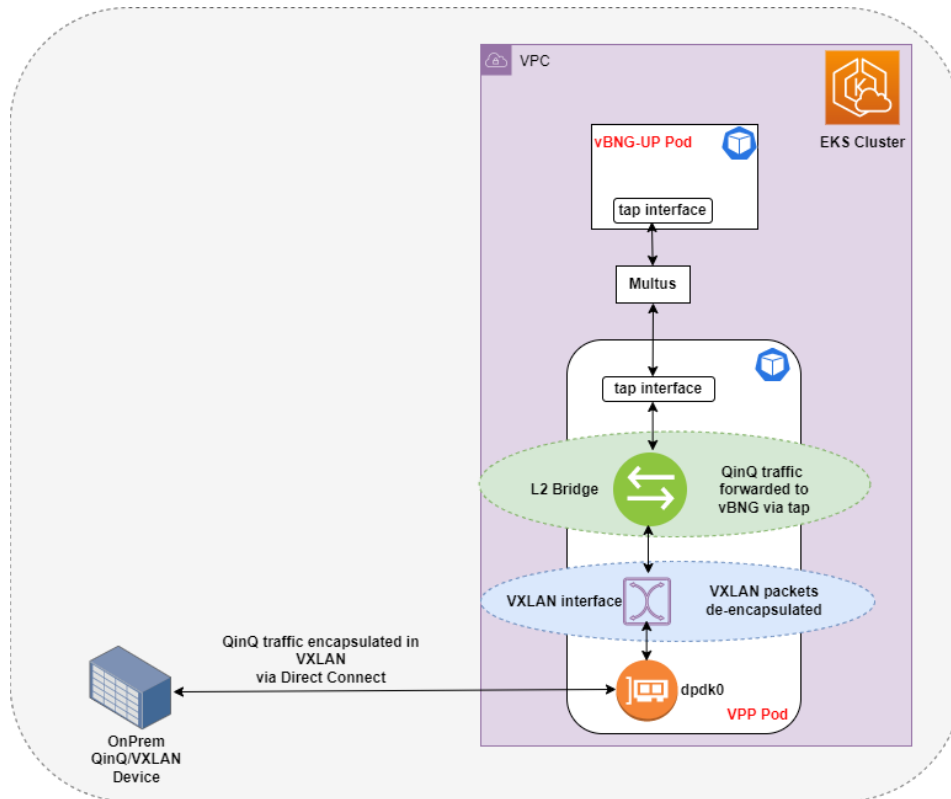 VPC
EKS Cluster
vBNG-UP Pod
tap interface
Multus
tap interface
L2 Bridge
QinQ traffic
forwarded to
vBNG via tap
VXLAN interface
VXLAN packets
de-encapsulated
QinQ traffic encapsulated in
VXLAN
via Direct Connect
dpdk0
VPP Pod
OnPrem
QinQ/VXLAN
Device